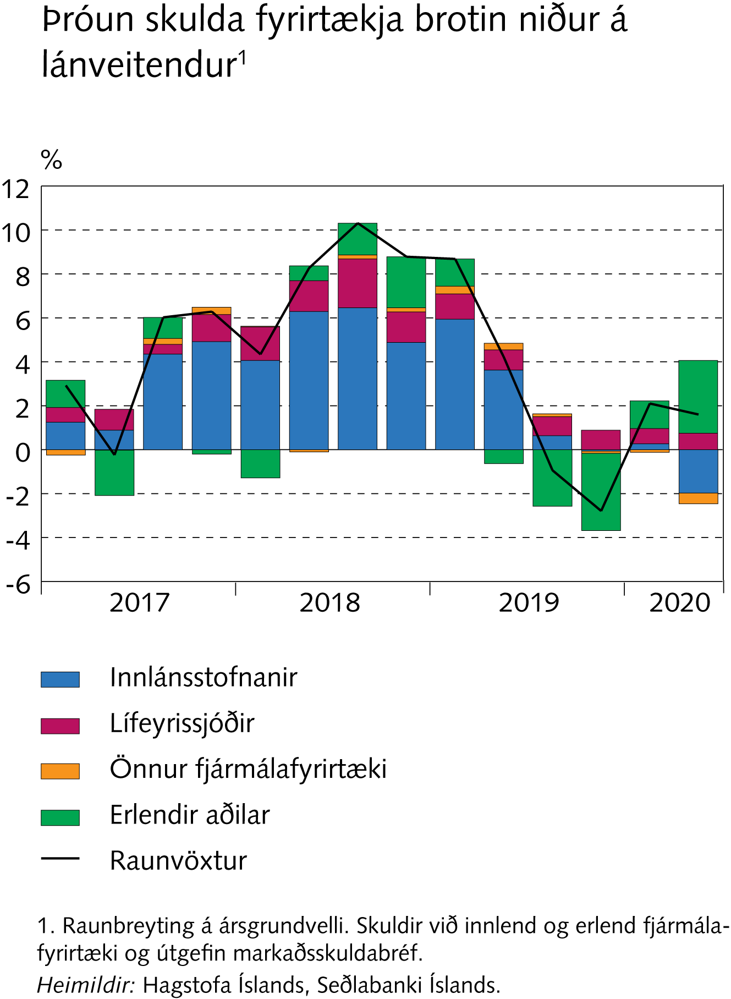 Þróun skulda fyrirtækja brotin niður á
lánveitendur¹
%
12
10
8
6
4
2
0
-2
-4
-6
2017 2018 2019 2020
Innlánsstofnanir
Lífeyrissjóðir
Önnur fjármálafyrirtæki
Erlendir aðilar
Raunvöxtur
1. Raunbreyting á ársgrundvelli. Skuldir við innlend og erlend fjármála-
fyrirtæki og útgefin markaðsskuldabréf.
Heimildir: Hagstofa Íslands, Seðlabanki Íslands.